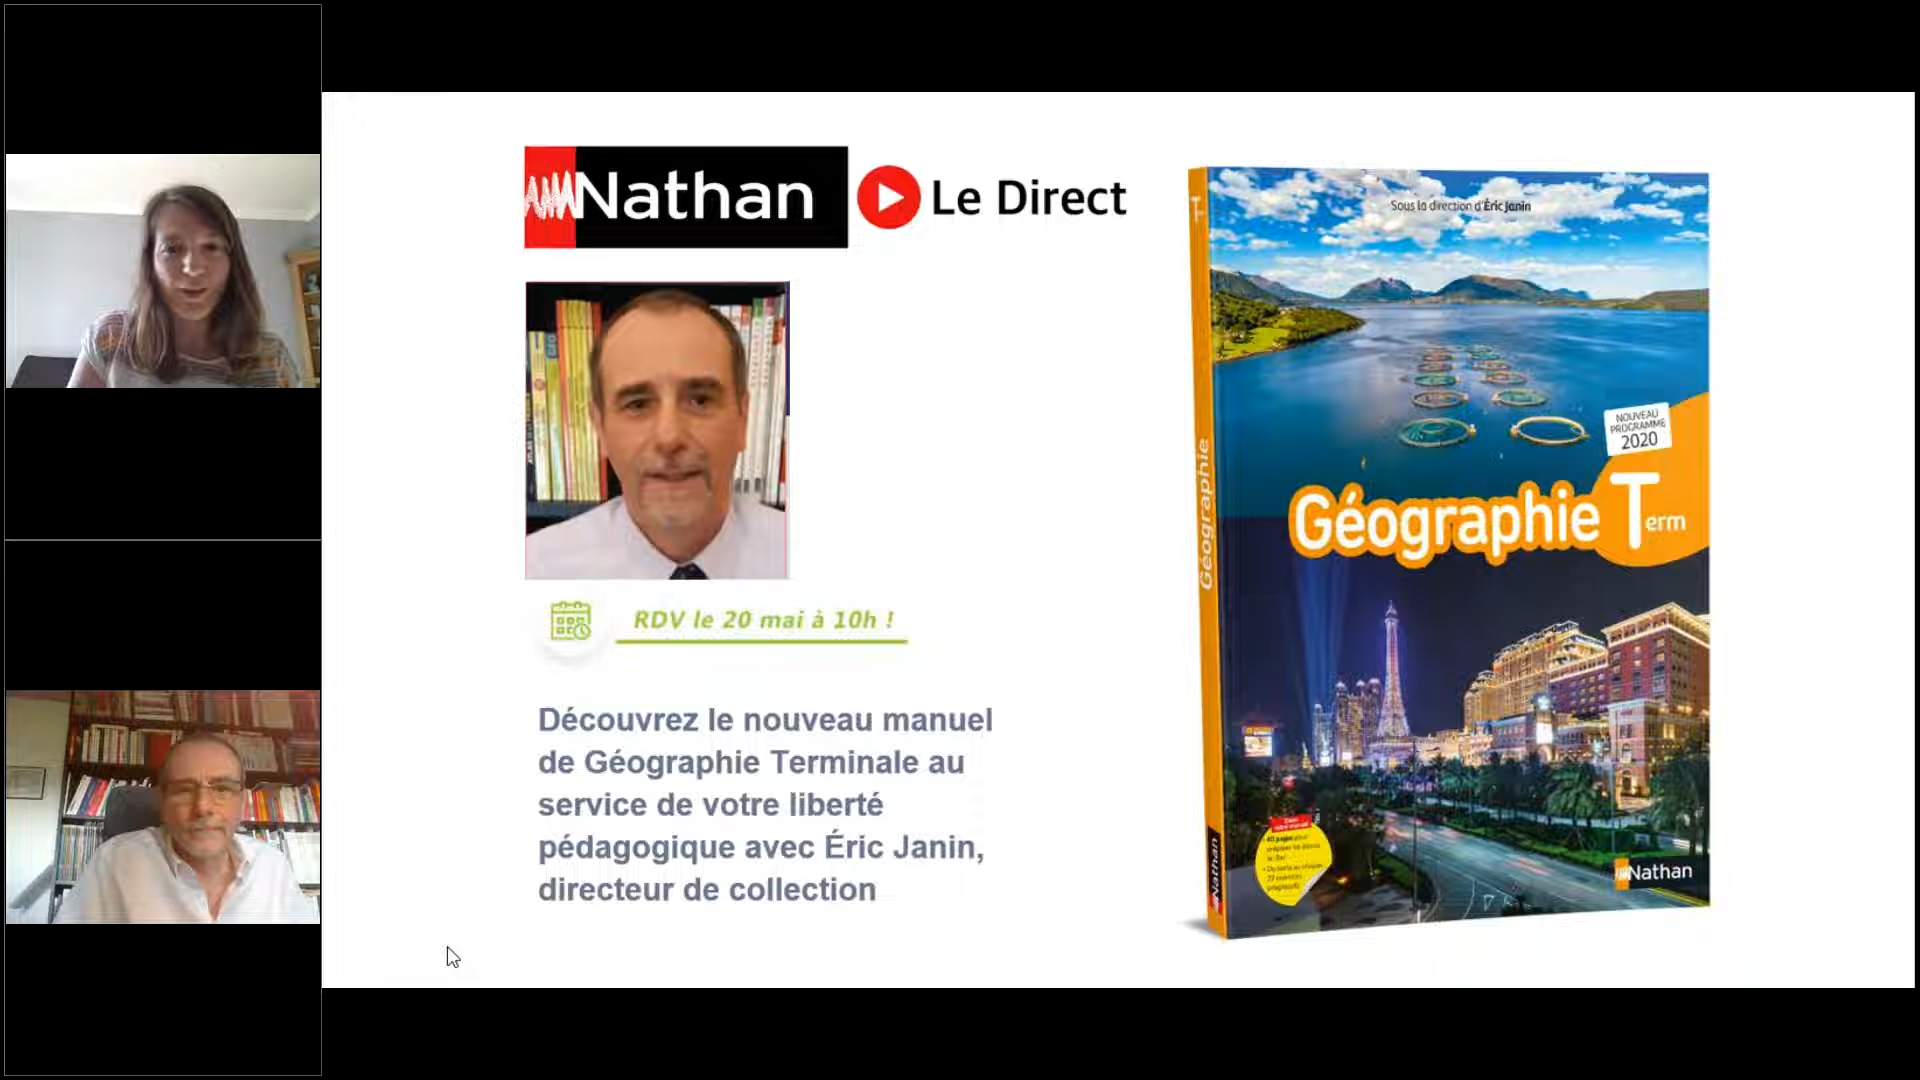 Nathan
Le Direct
RDV le 20 mai à 10h !
Découvrez le nouveau manuel
de Géographie Terminale au
service de votre liberté
pédagogique avec Éric Janin,
directeur de collection
Sous la direction d'Éric Janin
NOUVEAU
PROGRAMME
2020
Géographie Term
Géographie
Nathan
Nathan